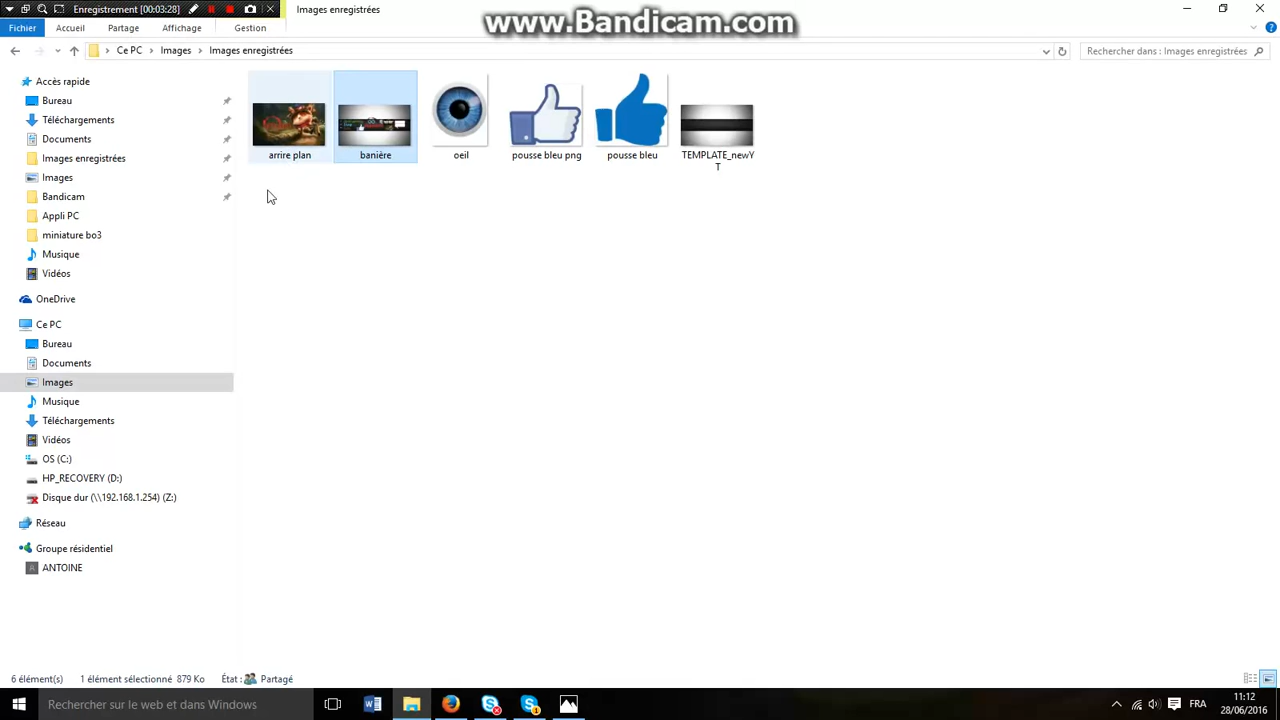 Enregistrement [00:03:28]
Images enregistrées
www.Bandicam.com
Fichier
Accueil
Partage
Affichage
Gestion
Ce PC
Images
Images enregistrées
Rechercher dans : Images enregistrées
Accès rapide
Bureau
Téléchargements
Documents
Images enregistrées
Images
Bandicam
Appli PC
miniature bo3
Musique
Vidéos
OneDrive
Ce PC
Bureau
Documents
Images
Musique
Téléchargements
Vidéos
OS (C:)
HP_RECOVERY (D:)
Disque dur (\\192.168.1.254) (Z:)
Réseau
Groupe résidentiel
ANTOINE
arrire plan
banière
oeil
pousse bleu png
pousse bleu
TEMPLATE_newY
T
6 élément(s)
1 élément sélectionné 879 Ko
État :
Partagé
Rechercher sur le web et dans Windows
FRA
11:12
28/06/2016